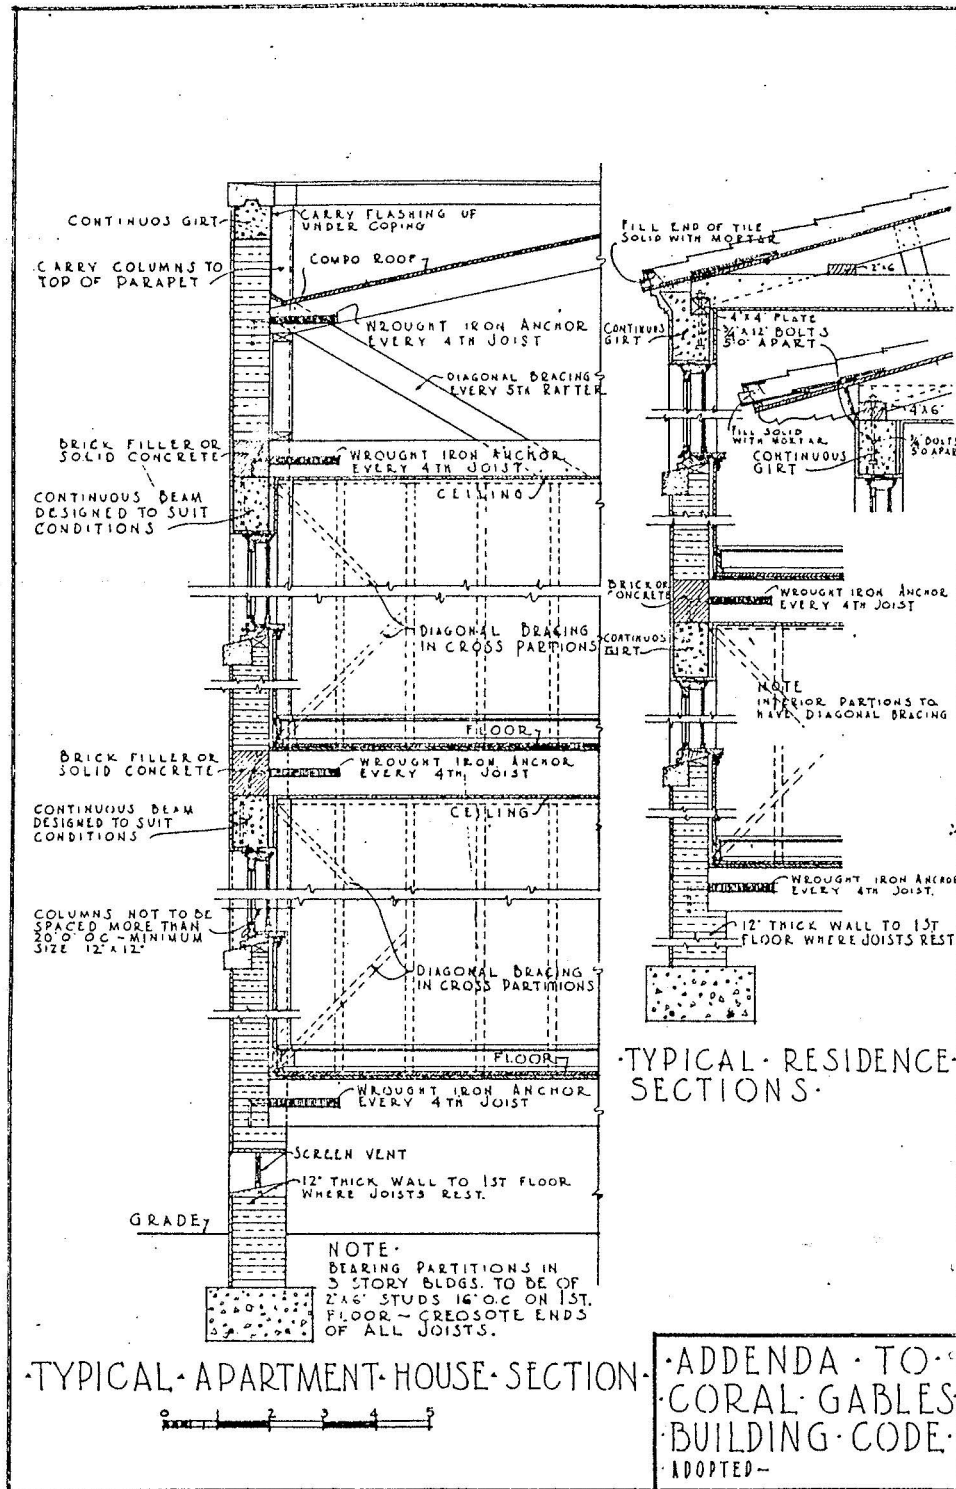 CONTINUOS GIRT
CARRY FLASHING UP
UNDER COPING
CARRY COLUMNS TO
TOP OF PARAPET
COMPO ROOF
WROUGHT IRON ANCHOR
EVERY 4TH JOIST
DIAGONAL BRACING
EVERY 5TH RAFTER
BRICK FILLER OR
SOLID CONCRETE
WROUGHT IRON ANCHOR
EVERY 4TH JOIST.
CEILING
CONTINUOUS BEAM
DESIGNED TO SUIT
CONDITIONS
DIAGONAL BRACING
IN CROSS PARTIONS
FLOOR
BRICK FILLER OR
SOLID CONCRETE
WROUGHT IRON ANCHOR
EVERY 4TH JOIST
CEILING
CONTINUOUS BEAM
DESIGNED TO SUIT
CONDITIONS
COLUMNS NOT TO BE
SPACED MORE THAN
20'0" O.C - MINIMUM
SIZE 12"X12"
DIAGONAL BRACING
IN CROSS PARTITIONS
FLOOR
WROUGHT IRON ANCHOR
EVERY 4TH JOIST
SCREEN VENT
12" THICK WALL TO 1ST FLOOR
WHERE JOISTS REST.
GRADE
NOTE·
BEARING PARTITIONS IN
3 STORY BLDGS. TO BE OF
2"X6" STUDS 16" O.C ON 1ST.
FLOOR ~ CREOSOTE ENDS
OF ALL JOISTS.
·TYPICAL·APARTMENT·HOUSE·SECTION·
0 1 2 3 4 5
FILL END OF TILE
SOLID WITH MORTAR
2"X6
4"X4" PLATE
¾"X12" BOLTS
5'0" APART
CONTINUOS
GIRT
FILL SOLID
WITH MORTAR
4"X6"
CONTINUOUS
GIRT
¾" BOLTS
5'0 APAR
BRICK OR
CONCRETE
WROUGHT IRON ANCHOR
EVERY 4TH JOIST
CONTINUOS
GIRT
NOTE
INTERIOR PARTIONS TO
HAVE DIAGONAL BRACING
WROUGHT IRON ANCHO
EVERY 4TH JOIST.
12" THICK WALL TO 1ST
FLOOR WHERE JOISTS REST
·TYPICAL·RESIDENCE·
SECTIONS·
·ADDENDA·TO·
·CORAL·GABLES
·BUILDING·CODE·
·ADOPTED~